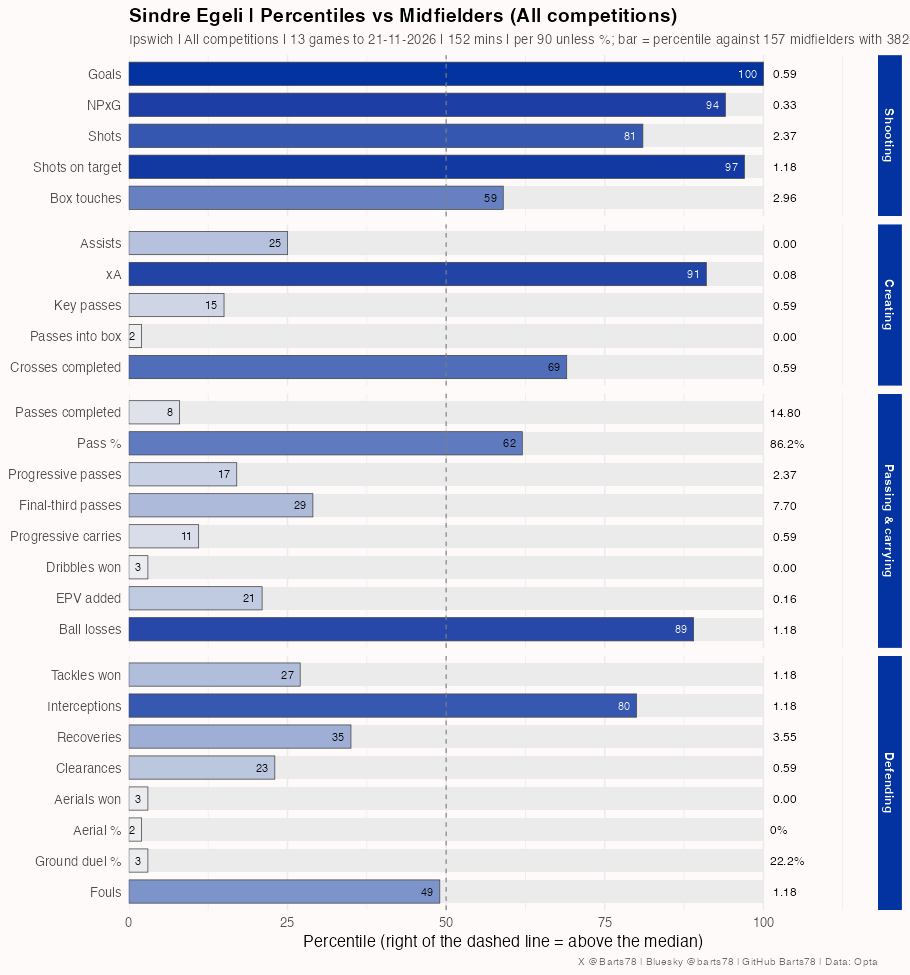 Sindre Egeli | Percentiles vs Midfielders (All competitions)
Ipswich | All competitions | 13 games to 21-11-2026 | 152 mins | per 90 unless %; bar = percentile against 157 midfielders with 382
Goals 100 0.59
NPxG 94 0.33
Shots 81 2.37
Shots on target 97 1.18
Box touches 59 2.96
Shooting
Assists 25 0.00
xA 91 0.08
Key passes 15 0.59
Passes into box 2 0.00
Crosses completed 69 0.59
Creating
Passes completed 8 14.80
Pass % 62 86.2%
Progressive passes 17 2.37
Final-third passes 29 7.70
Progressive carries 11 0.59
Dribbles won 3 0.00
EPV added 21 0.16
Ball losses 89 1.18
Passing & carrying
Tackles won 27 1.18
Interceptions 80 1.18
Recoveries 35 3.55
Clearances 23 0.59
Aerials won 3 0.00
Aerial % 2 0%
Ground duel % 3 22.2%
Fouls 49 1.18
Defending
0 25 50 75 100
Percentile (right of the dashed line = above the median)
X @Barts78 | Bluesky @barts78 | GitHub Barts78 | Data: Opta